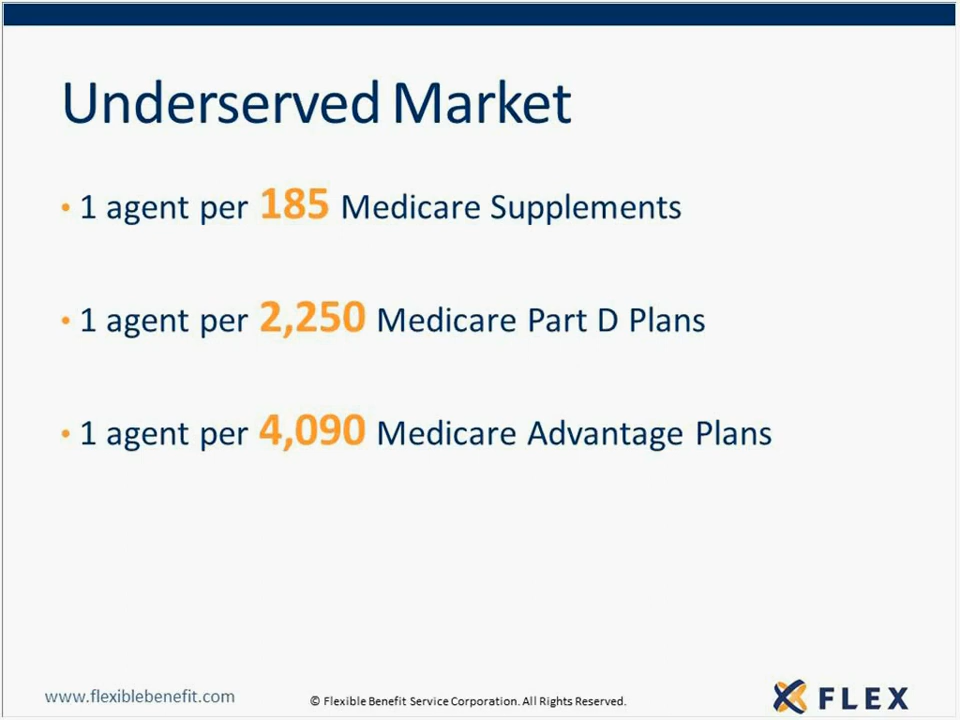 Underserved Market
• 1 agent per 185 Medicare Supplements
• 1 agent per 2,250 Medicare Part D Plans
• 1 agent per 4,090 Medicare Advantage Plans
www.flexiblebenefit.com
© Flexible Benefit Service Corporation. All Rights Reserved.
FLEX